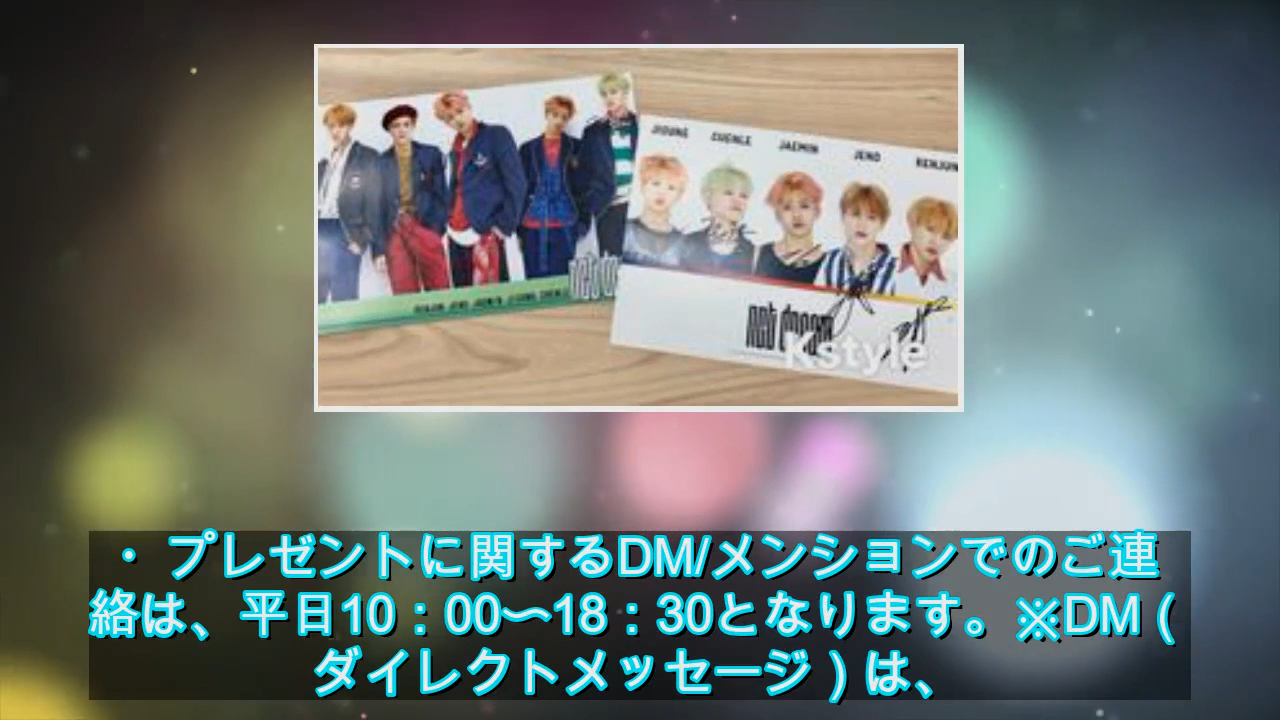 JISUNG CHENLE JAEMIN JENO RENJUN
nct dream
Kstyle
・プレゼントに関するDM/メンションでのご連
絡は、平日10：00〜18：30となります。※DM（
ダイレクトメッセージ）は、